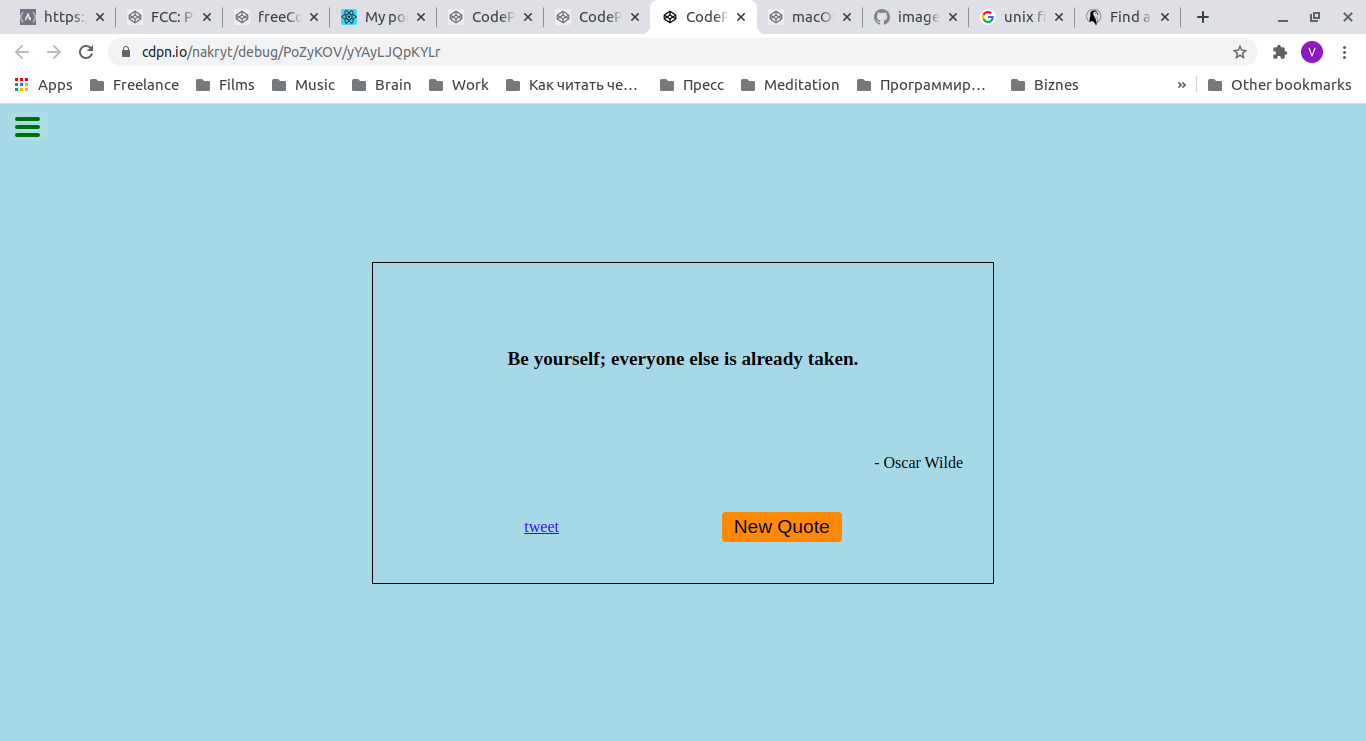 https:
FCC: P
freeCo
My po
CodeP
CodeP
CodeP
macO
image
unix fi
Find a
cdpn.io/nakryt/debug/PoZyKOV/yYAyLJQpKYLr
V
Apps
Freelance
Films
Music
Brain
Work
Как читать че...
Пресс
Meditation
Программир...
Biznes
»
Other bookmarks
Be yourself; everyone else is already taken.
- Oscar Wilde
tweet
New Quote